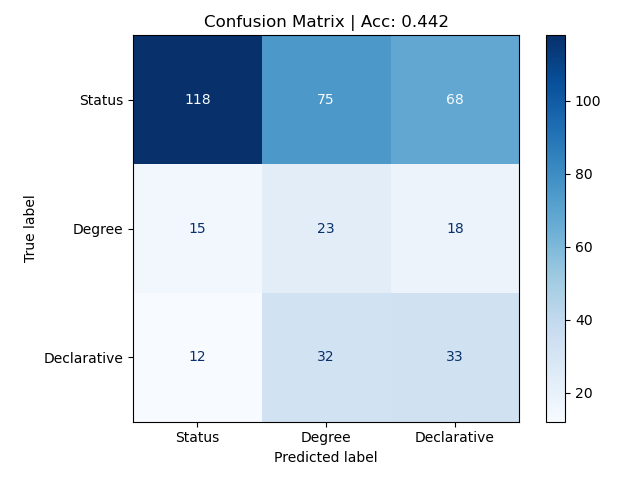 Confusion Matrix | Acc: 0.442
Status 118 75 68
Degree 15 23 18
Declarative 12 32 33
Status Degree Declarative
Predicted label
True label
100
80
60
40
20